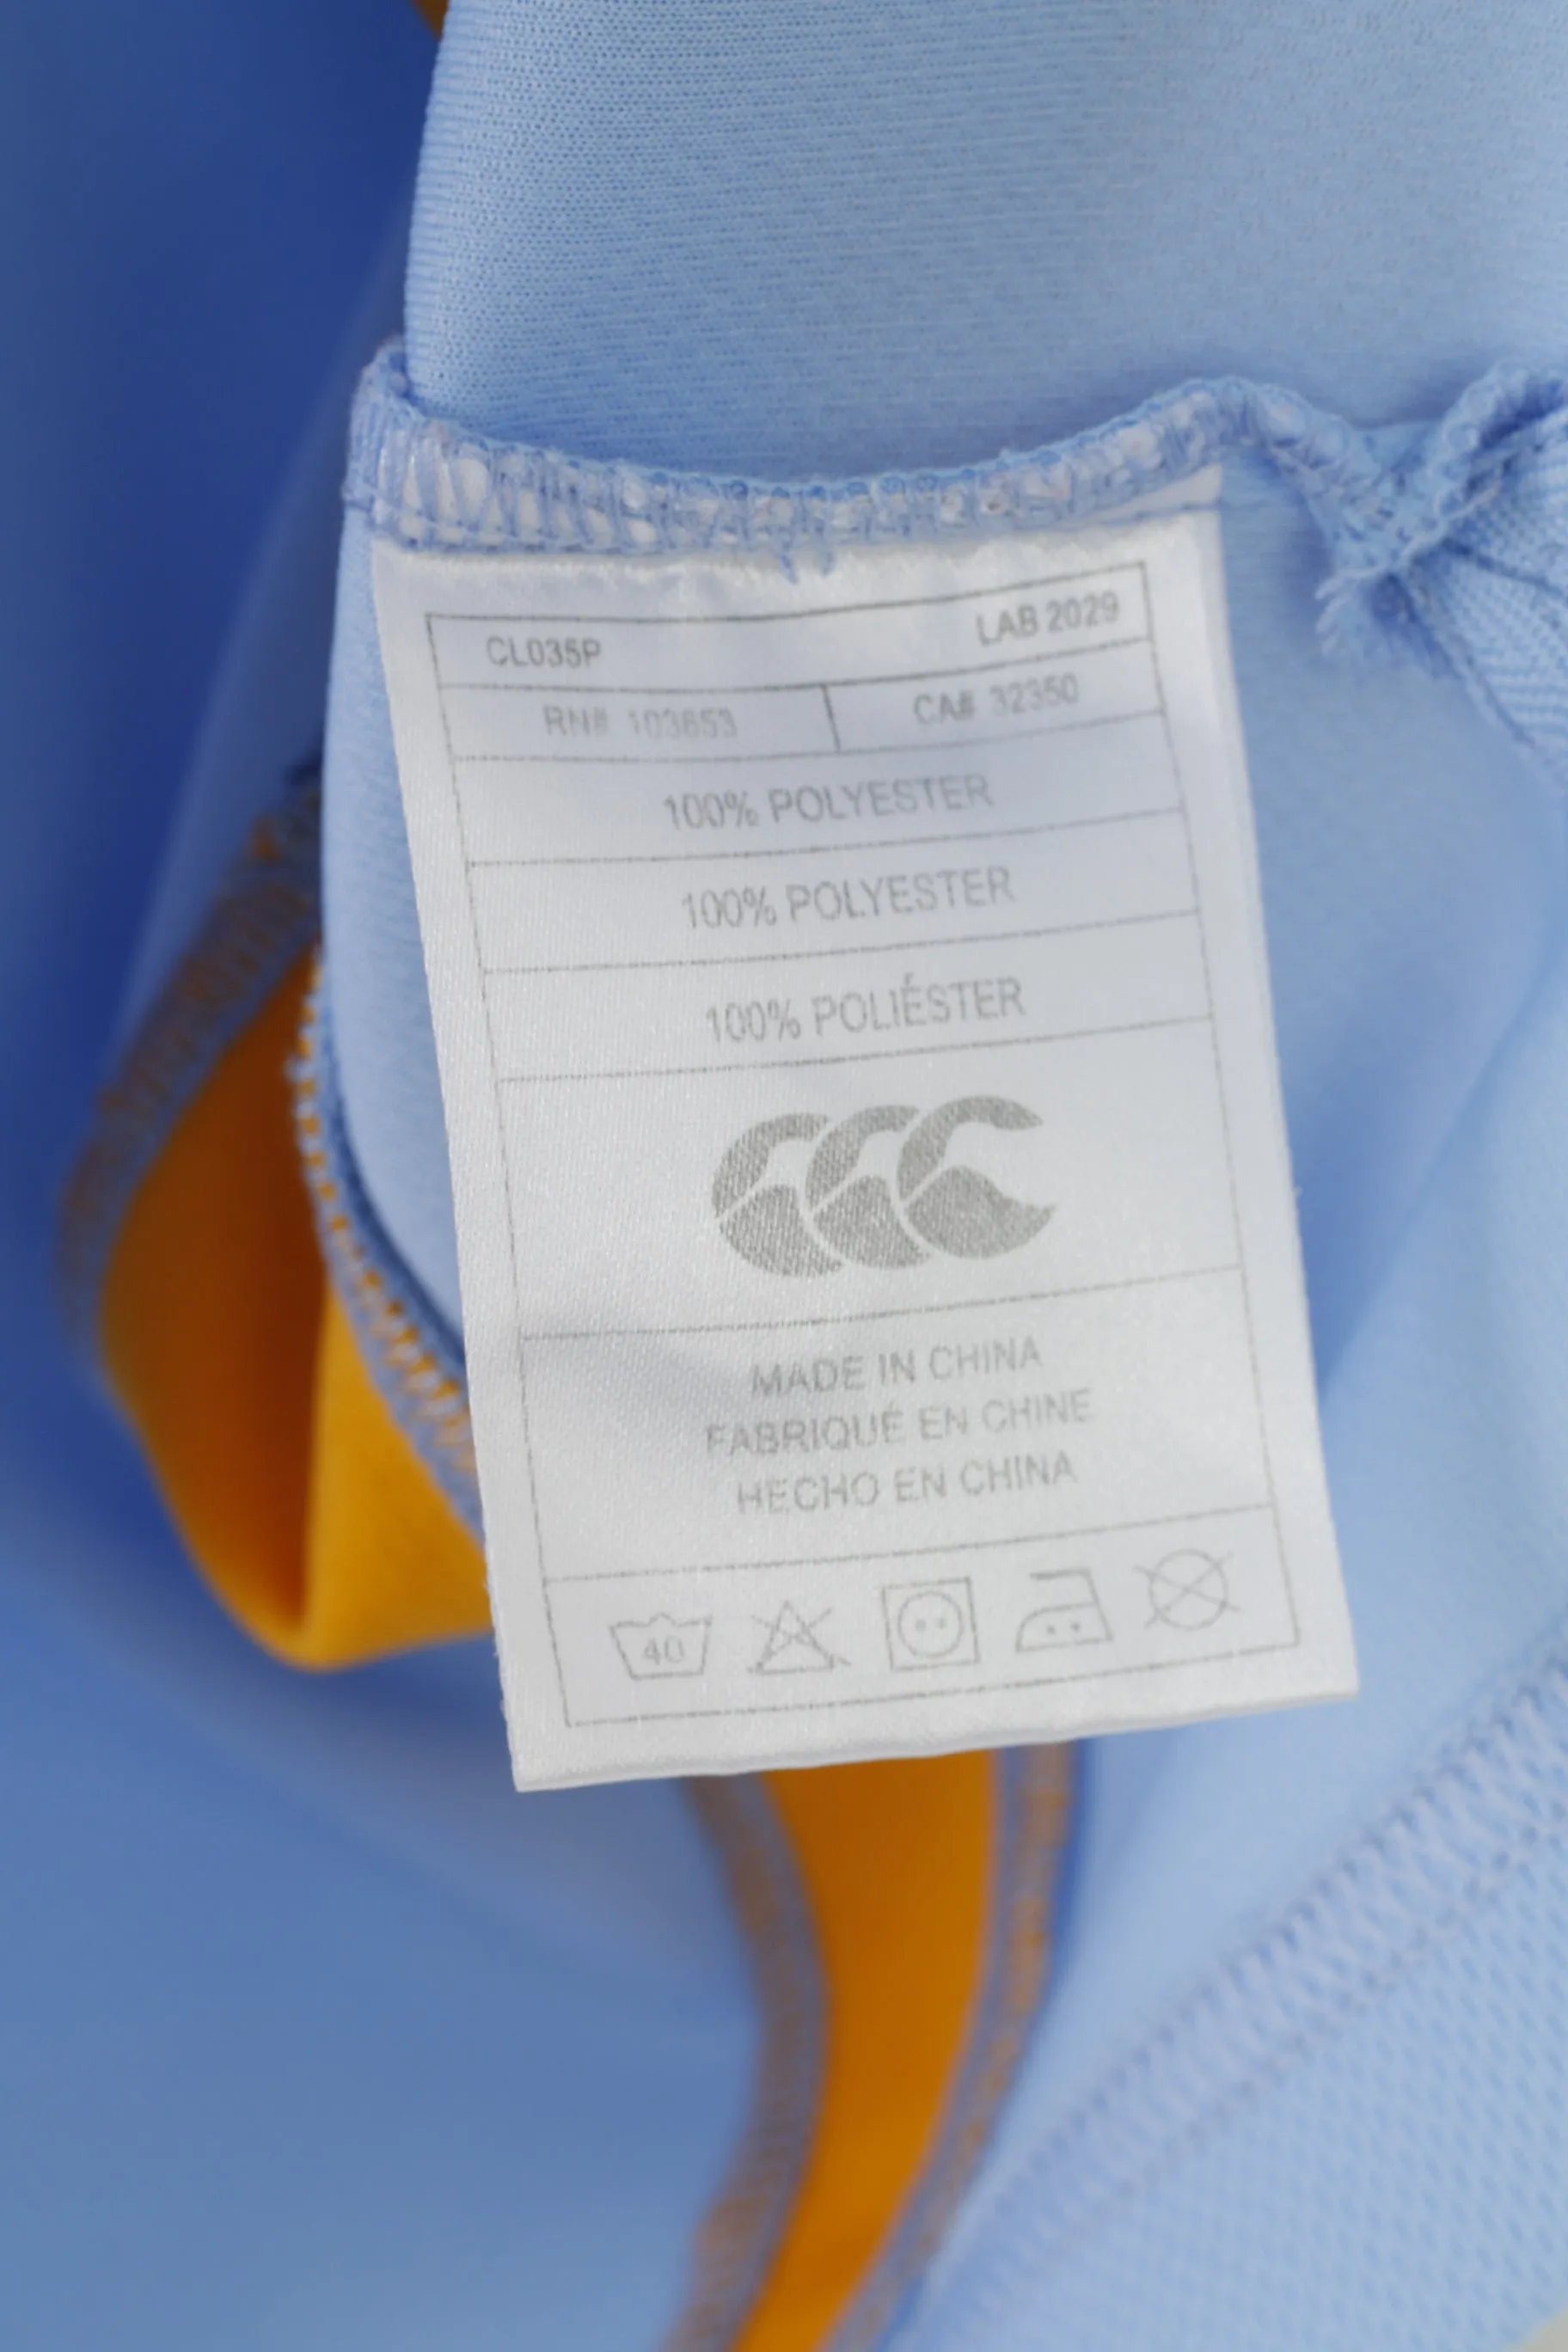 CL035P LAB 2029
RN# 103653 CA# 32350
100% POLYESTER
100% POLYESTER
100% POLIÉSTER
MADE IN CHINA
FABRIQUÉ EN CHINE
HECHO EN CHINA
40